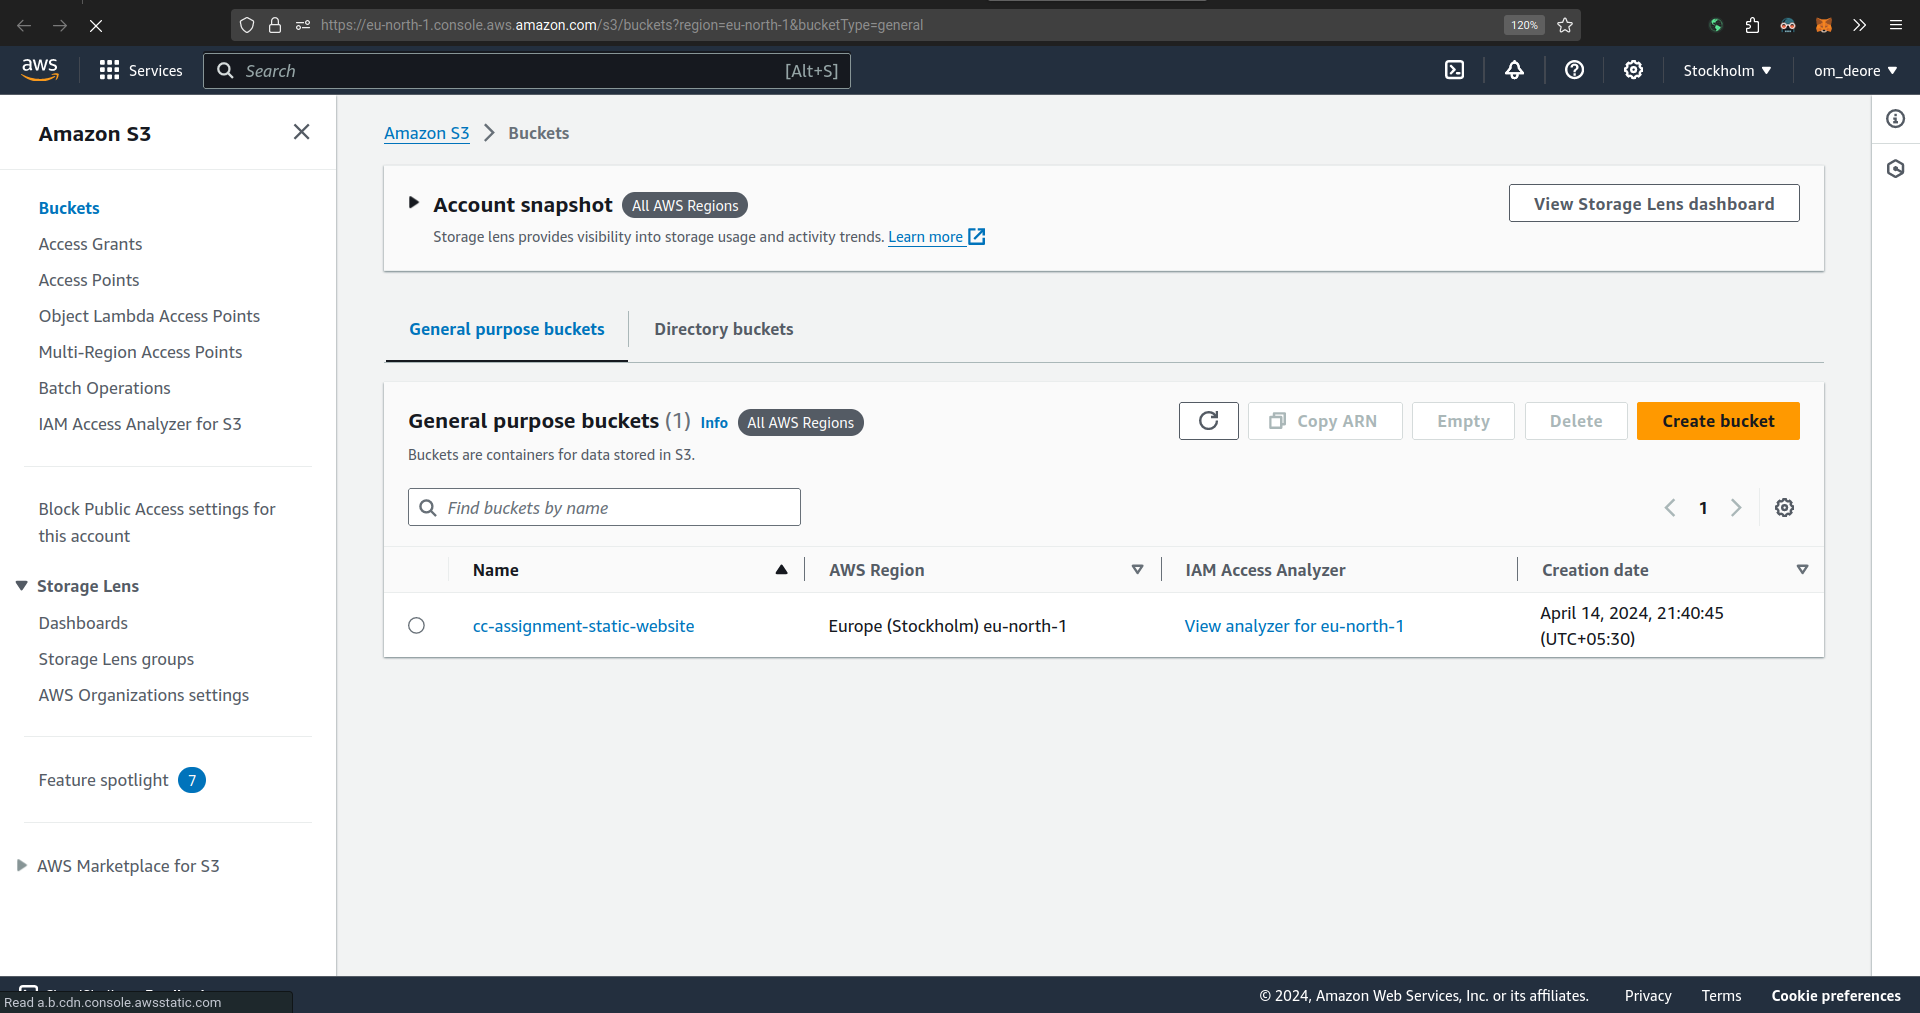 https://eu-north-1.console.aws.amazon.com/s3/buckets?region=eu-north-1&bucketType=general
120%
aws
Services
Search
[Alt+S]
Stockholm
om_deore
Amazon S3
Buckets
Access Grants
Access Points
Object Lambda Access Points
Multi-Region Access Points
Batch Operations
IAM Access Analyzer for S3
Block Public Access settings for
this account
Storage Lens
Dashboards
Storage Lens groups
AWS Organizations settings
Feature spotlight 7
AWS Marketplace for S3
Amazon S3 > Buckets
Account snapshot All AWS Regions
View Storage Lens dashboard
Storage lens provides visibility into storage usage and activity trends. Learn more
General purpose buckets
Directory buckets
General purpose buckets (1) Info All AWS Regions
Copy ARN
Empty
Delete
Create bucket
Buckets are containers for data stored in S3.
Find buckets by name
1
Name
AWS Region
IAM Access Analyzer
Creation date
cc-assignment-static-website
Europe (Stockholm) eu-north-1
View analyzer for eu-north-1
April 14, 2024, 21:40:45
(UTC+05:30)
Read a.b.cdn.console.awsstatic.com
© 2024, Amazon Web Services, Inc. or its affiliates.
Privacy
Terms
Cookie preferences